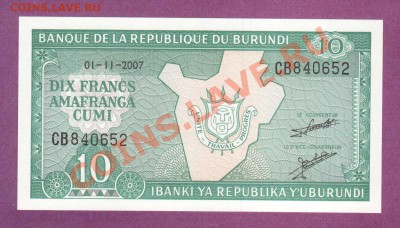 COINS.LAVE.RU
BANQUE DE LA REPUBLIQUE DU BURUNDI
10
01-11-2007
CB840652
DIX FRANCS
AMAFRANGA
CUMI
CB840652
UNITE TRAVAIL PROGRES
10
IBANKI YA REPUBLIKA Y'UBURUNDI
COINS.LAVE.RU